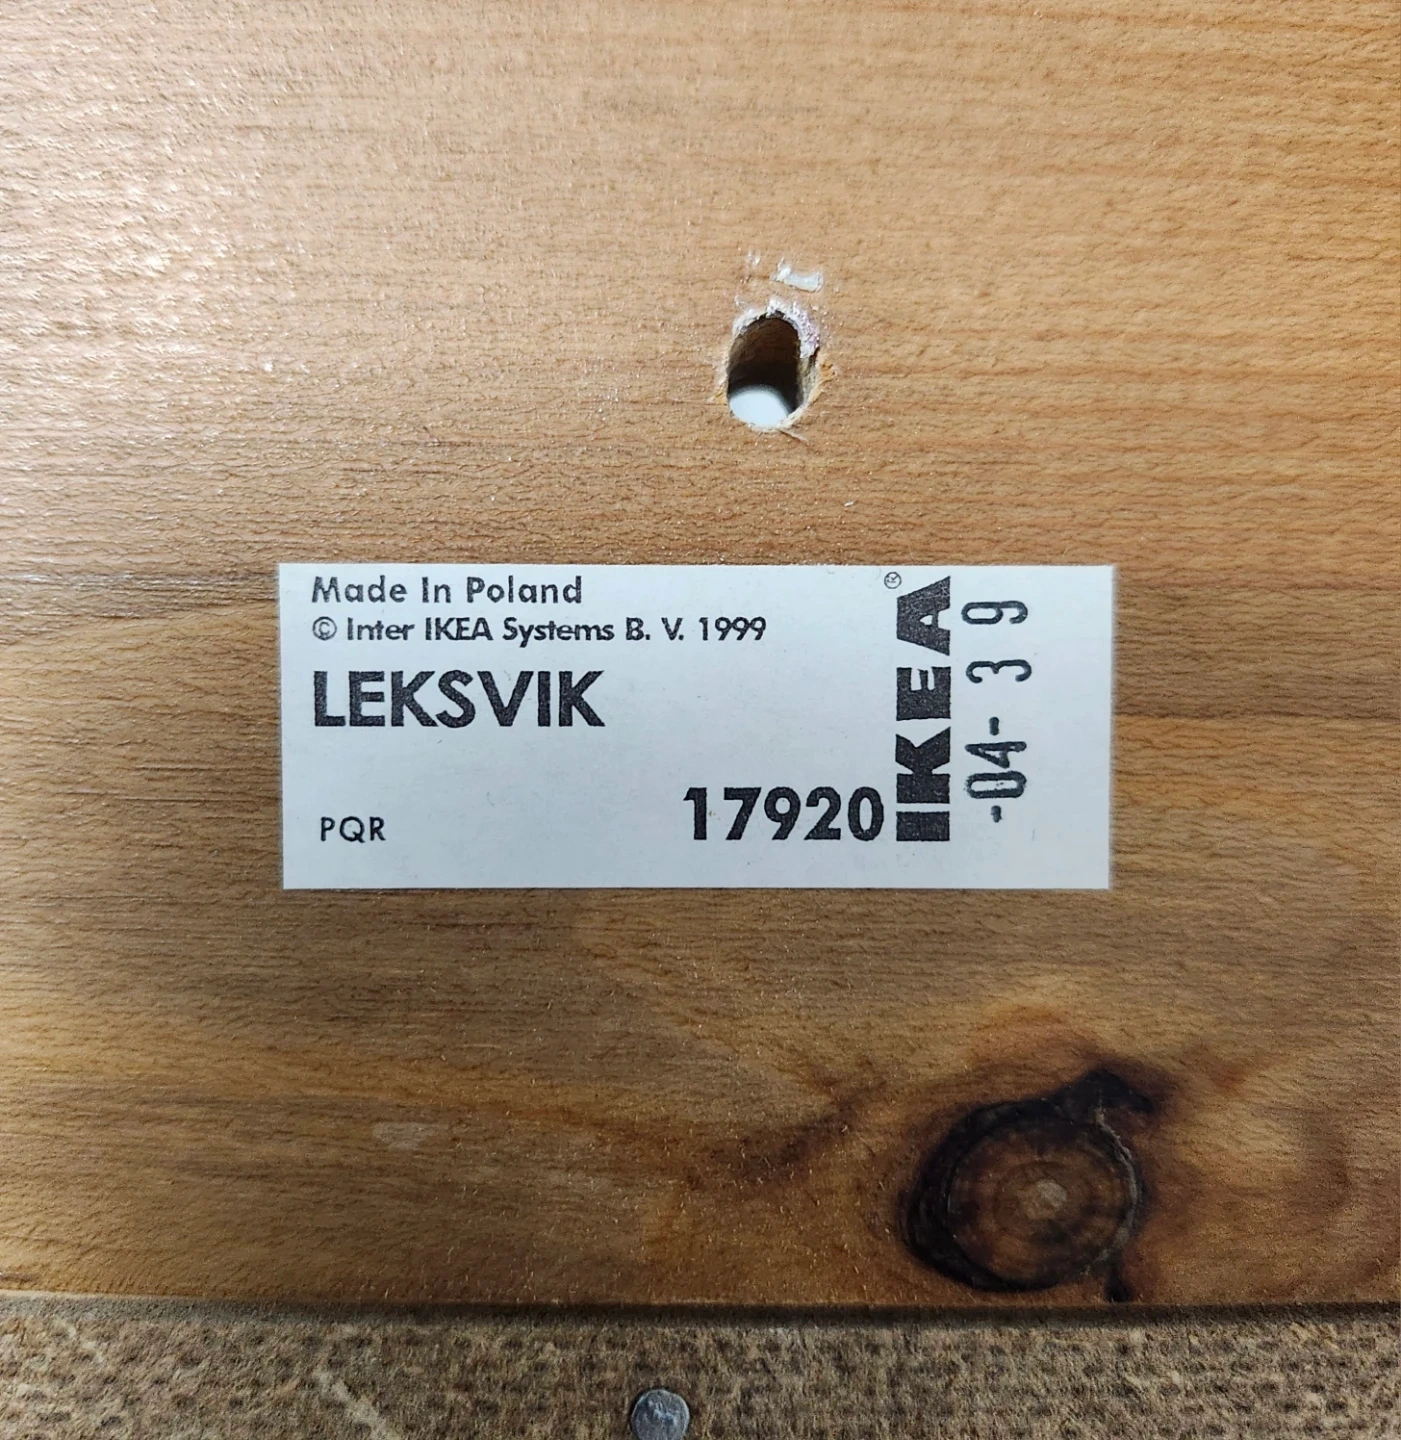 Made In Poland
© Inter IKEA Systems B. V. 1999
LEKSVIK
PQR
17920
IKEA
-04- 3 9